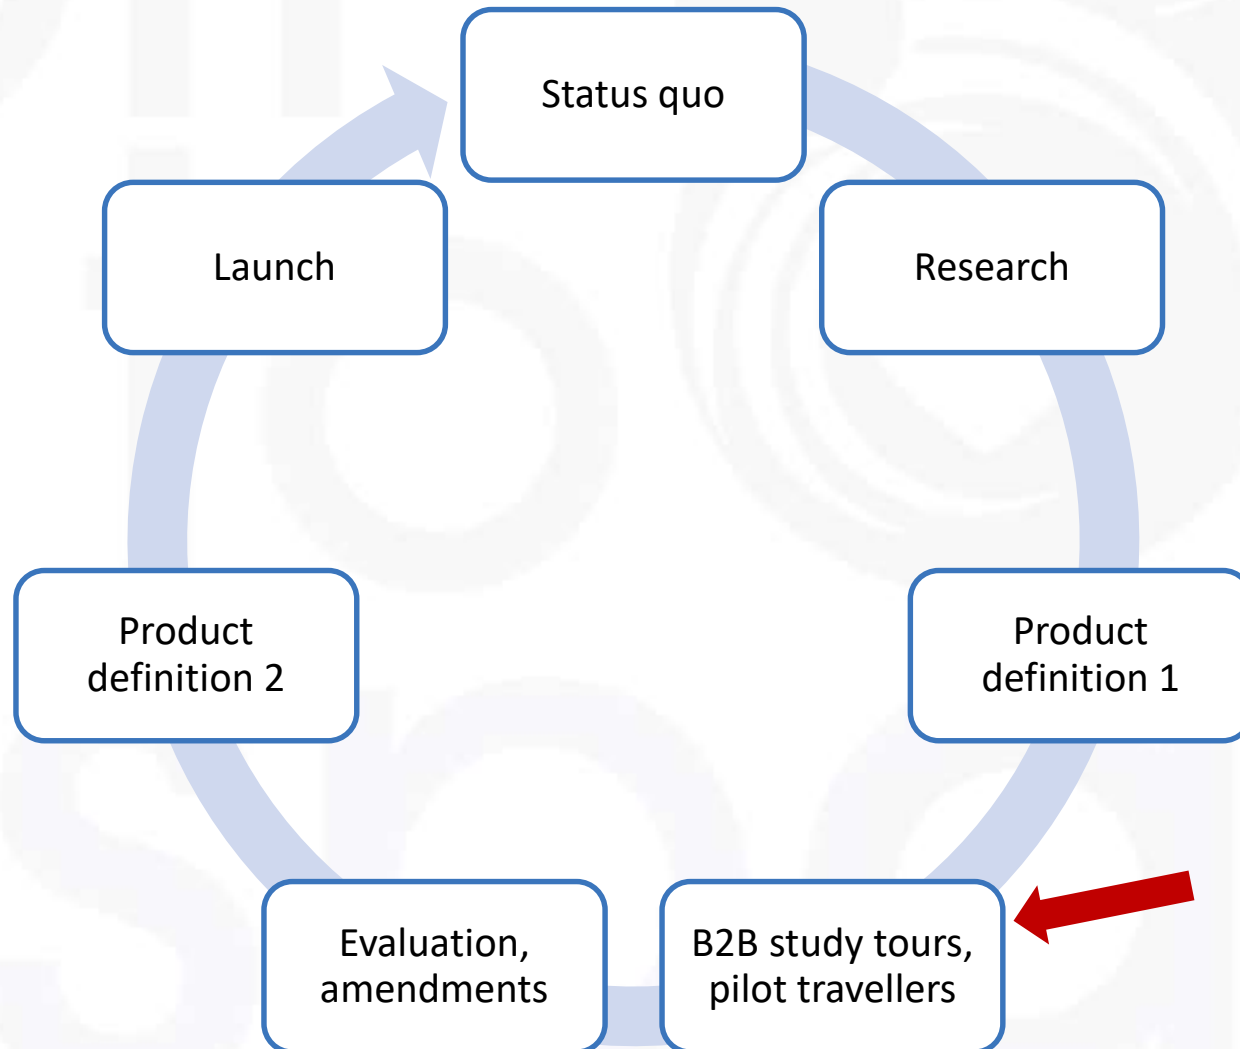 Status quo
Research
Product
definition 1
B2B study tours,
pilot travellers
Evaluation,
amendments
Product
definition 2
Launch